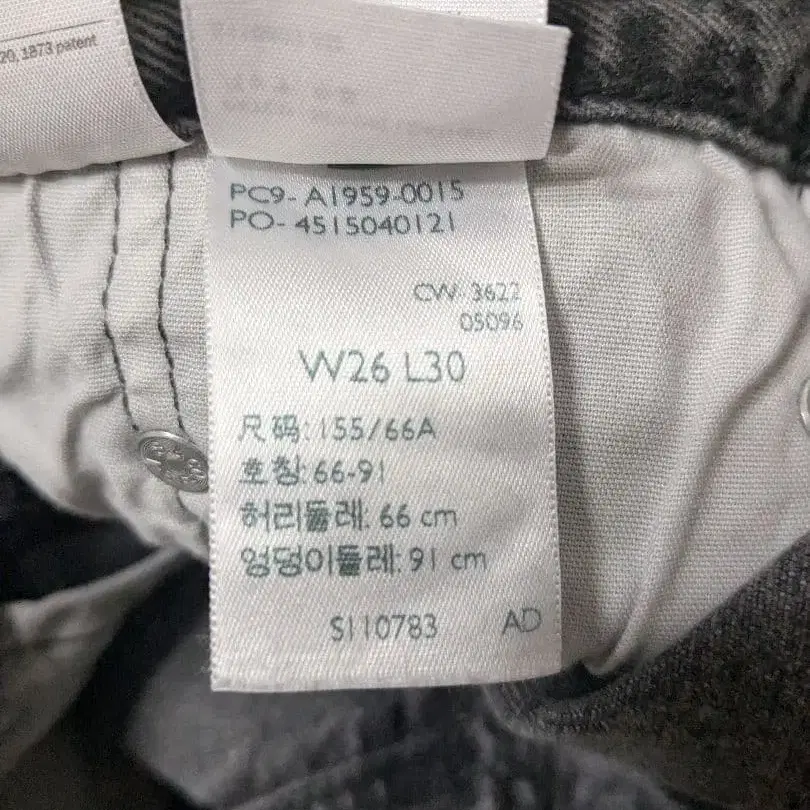 20, 1873 patent
PC9- A1959-0015
PO- 4515040121
CW- 3622
05096
W26 L30
尺码:155/66A
호칭:66-91
허리둘레: 66 cm
엉덩이둘레: 91 cm
S110783 AD